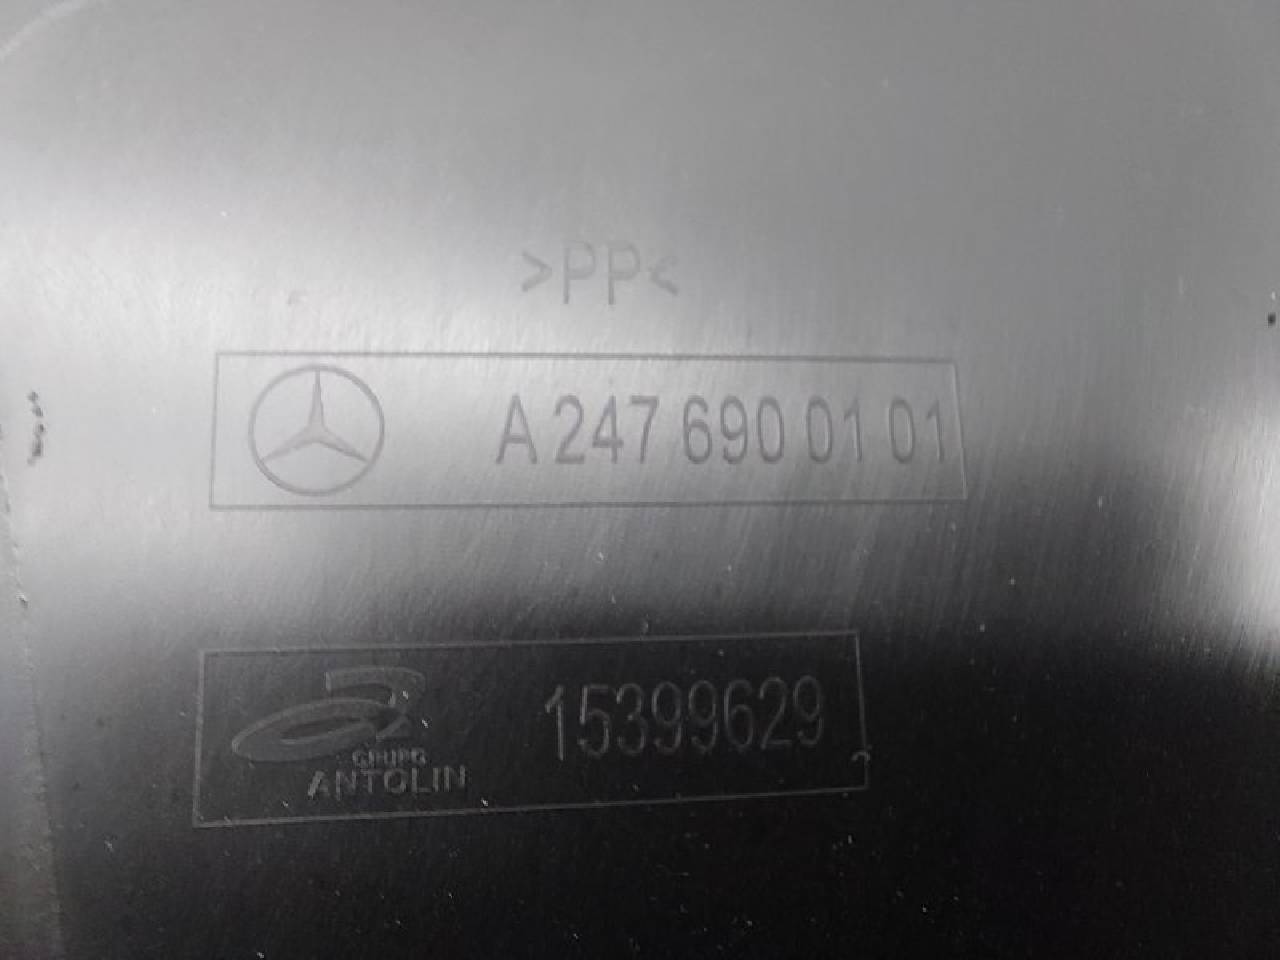 >PP<
A 247 690 01 01
15399629
GRUPO
ANTOLIN